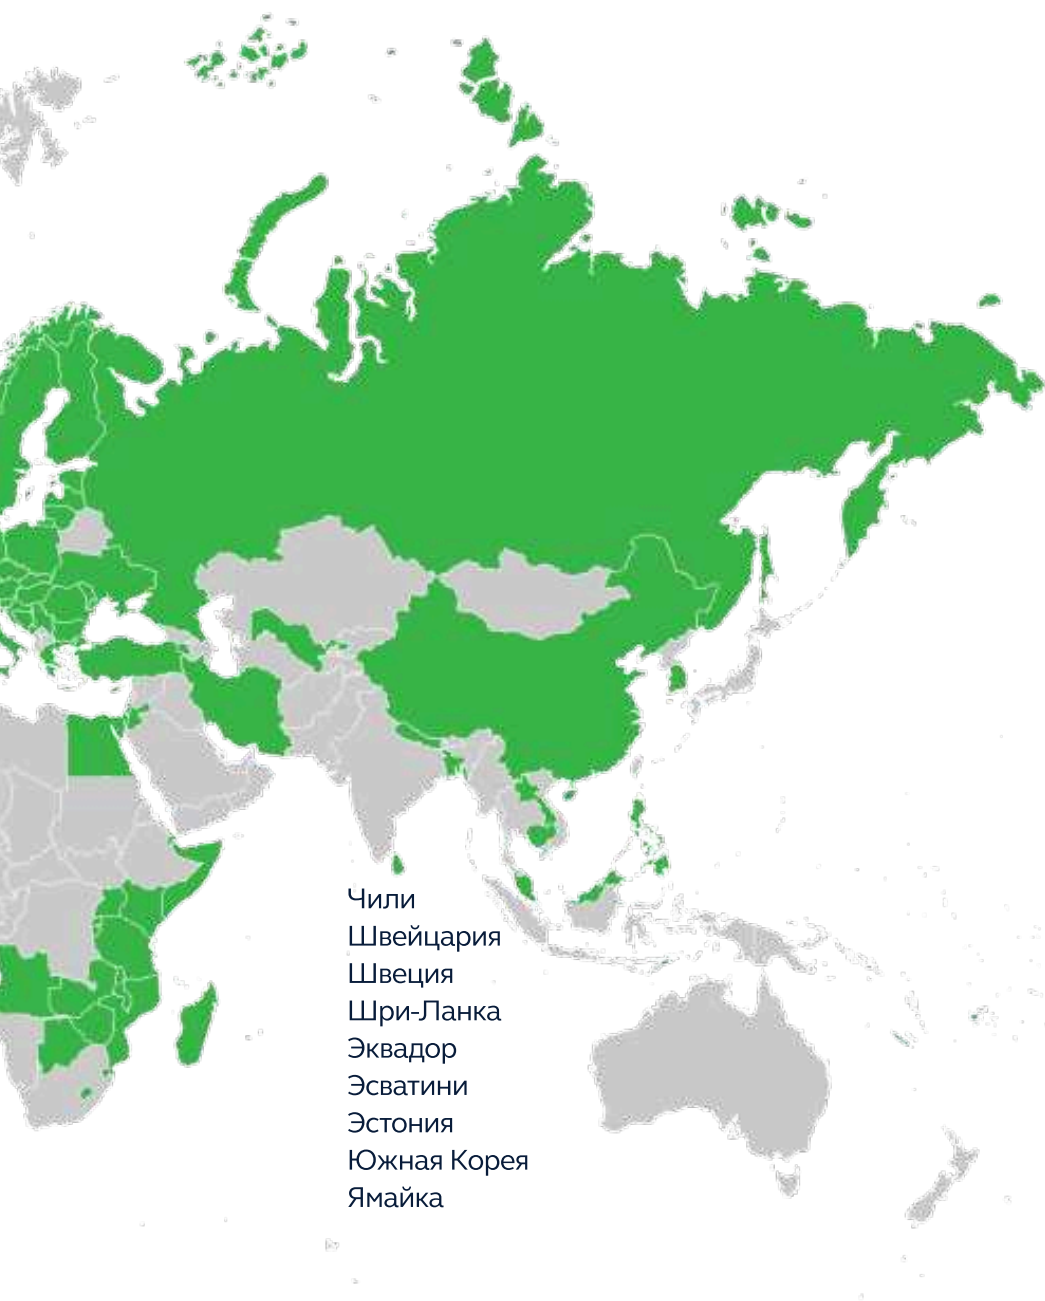 Чили
Швейцария
Швеция
Шри-Ланка
Эквадор
Эсватини
Эстония
Южная Корея
Ямайка